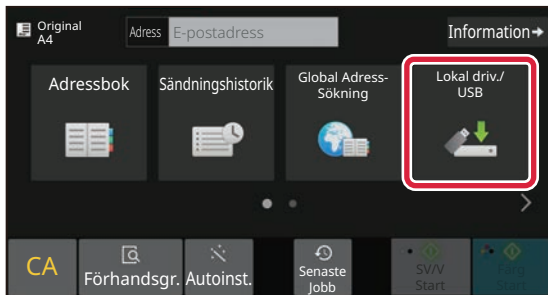 Original
A4
Adress
E-postadress
Information
Adressbok
Sändningshistorik
Global Adress-
Sökning
Lokal driv./
USB
CA
Förhandsgr.
Autoinst.
Senaste
Jobb
SV/V
Start
Färg
Start